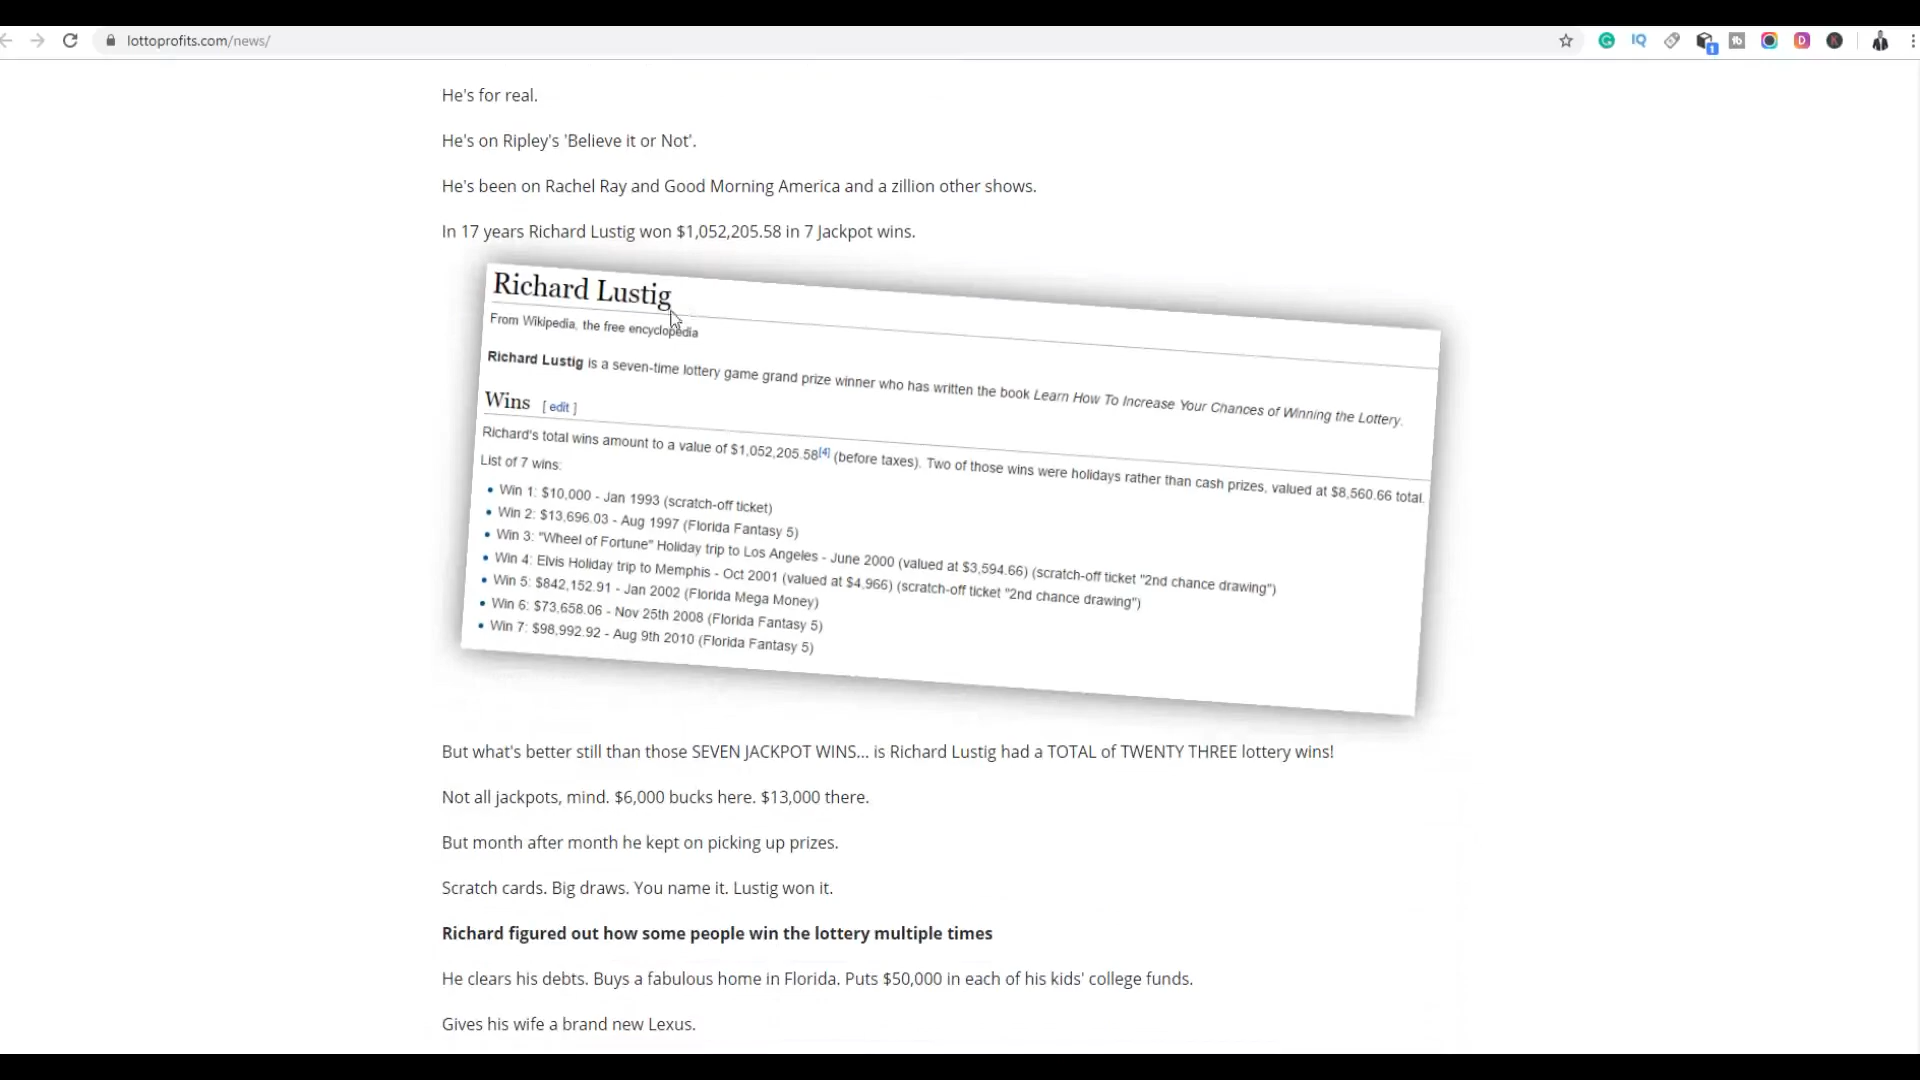 lottoprofits.com/news/
He's for real.
He's on Ripley's 'Believe it or Not'.
He's been on Rachel Ray and Good Morning America and a zillion other shows.
In 17 years Richard Lustig won $1,052,205.58 in 7 Jackpot wins.
Richard Lustig
From Wikipedia, the free encyclopedia
Richard Lustig is a seven-time lottery game grand prize winner who has written the book Learn How To Increase Your Chances of Winning the Lottery.
Wins [ edit ]
Richard's total wins amount to a value of $1,052,205.58[4] (before taxes). Two of those wins were holidays rather than cash prizes, valued at $8,560.66 total.
List of 7 wins:
• Win 1: $10,000 - Jan 1993 (scratch-off ticket)
• Win 2: $13,696.03 - Aug 1997 (Florida Fantasy 5)
• Win 3: "Wheel of Fortune" Holiday trip to Los Angeles - June 2000 (valued at $3,594.66) (scratch-off ticket "2nd chance drawing")
• Win 4: Elvis Holiday trip to Memphis - Oct 2001 (valued at $4.966) (scratch-off ticket "2nd chance drawing")
• Win 5: $842,152.91 - Jan 2002 (Florida Mega Money)
• Win 6: $73,658.06 - Nov 25th 2008 (Florida Fantasy 5)
• Win 7: $98,992.92 - Aug 9th 2010 (Florida Fantasy 5)
But what's better still than those SEVEN JACKPOT WINS... is Richard Lustig had a TOTAL of TWENTY THREE lottery wins!
Not all jackpots, mind. $6,000 bucks here. $13,000 there.
But month after month he kept on picking up prizes.
Scratch cards. Big draws. You name it. Lustig won it.
Richard figured out how some people win the lottery multiple times
He clears his debts. Buys a fabulous home in Florida. Puts $50,000 in each of his kids' college funds.
Gives his wife a brand new Lexus.